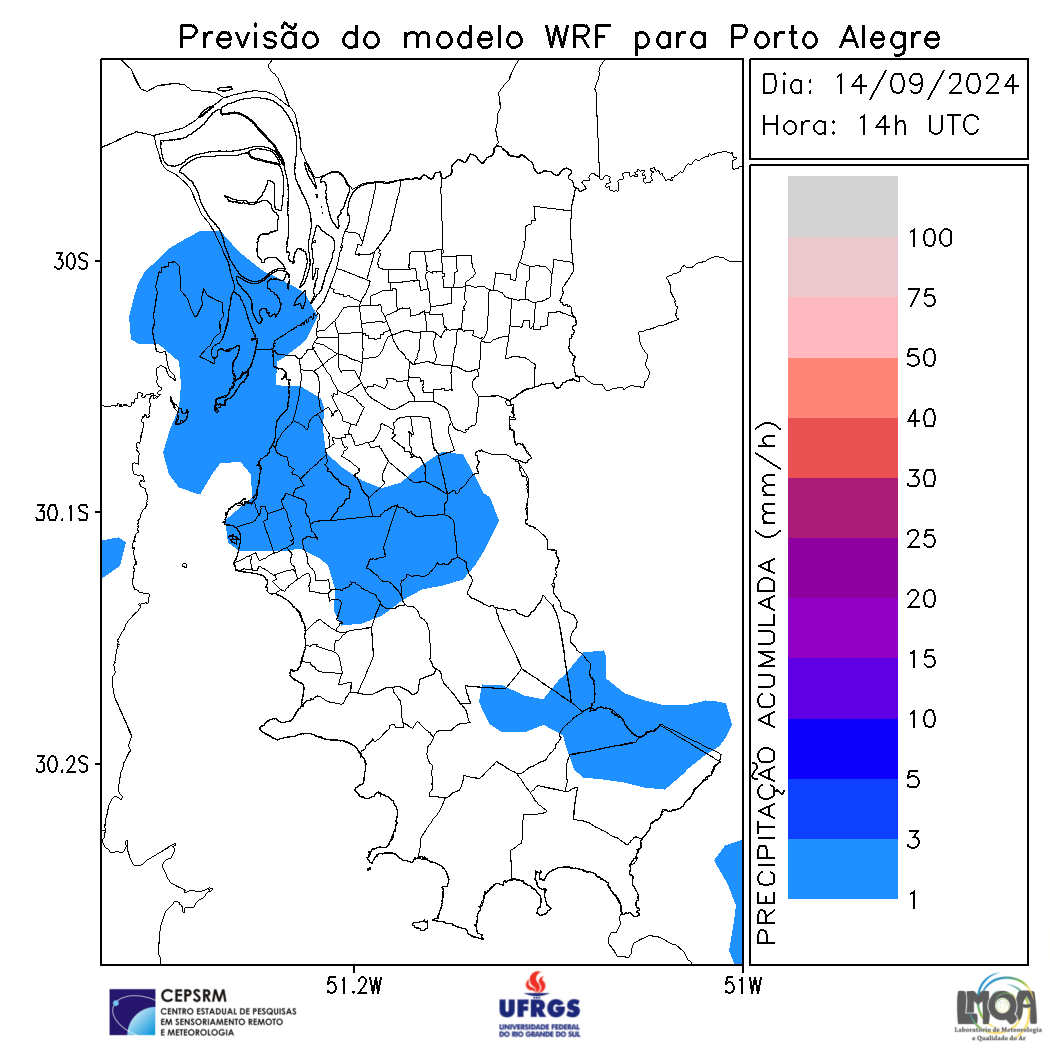 Previsão do modelo WRF para Porto Alegre
Dia: 14/09/2024
Hora: 14h UTC
30S
30.1S
30.2S
51.2W
51W
PRECIPITAÇÃO ACUMULADA (mm/h)
100
75
50
40
30
25
20
15
10
5
3
1
CEPSRM
CENTRO ESTADUAL DE PESQUISAS
EM SENSORIAMENTO REMOTO
E METEOROLOGIA
UFRGS
UNIVERSIDADE FEDERAL
DO RIO GRANDE DO SUL
LMQA
Laboratório de Meteorologia
e Qualidade do Ar